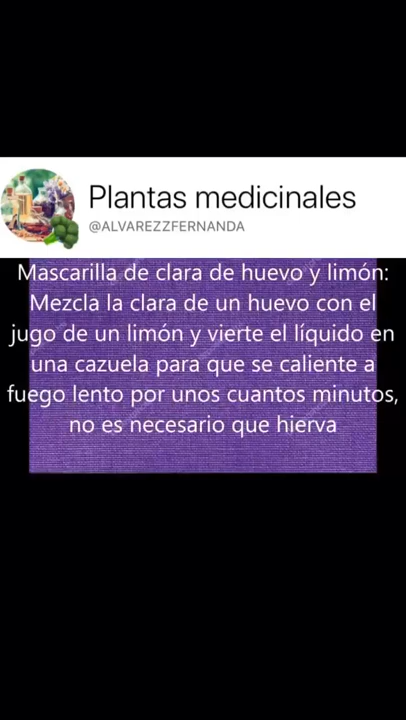 Plantas medicinales
@ALVAREZZFERNANDA
Mascarilla de clara de huevo y limón:
Mezcla la clara de un huevo con el
jugo de un limón y vierte el líquido en
una cazuela para que se caliente a
fuego lento por unos cuantos minutos,
no es necesario que hierva